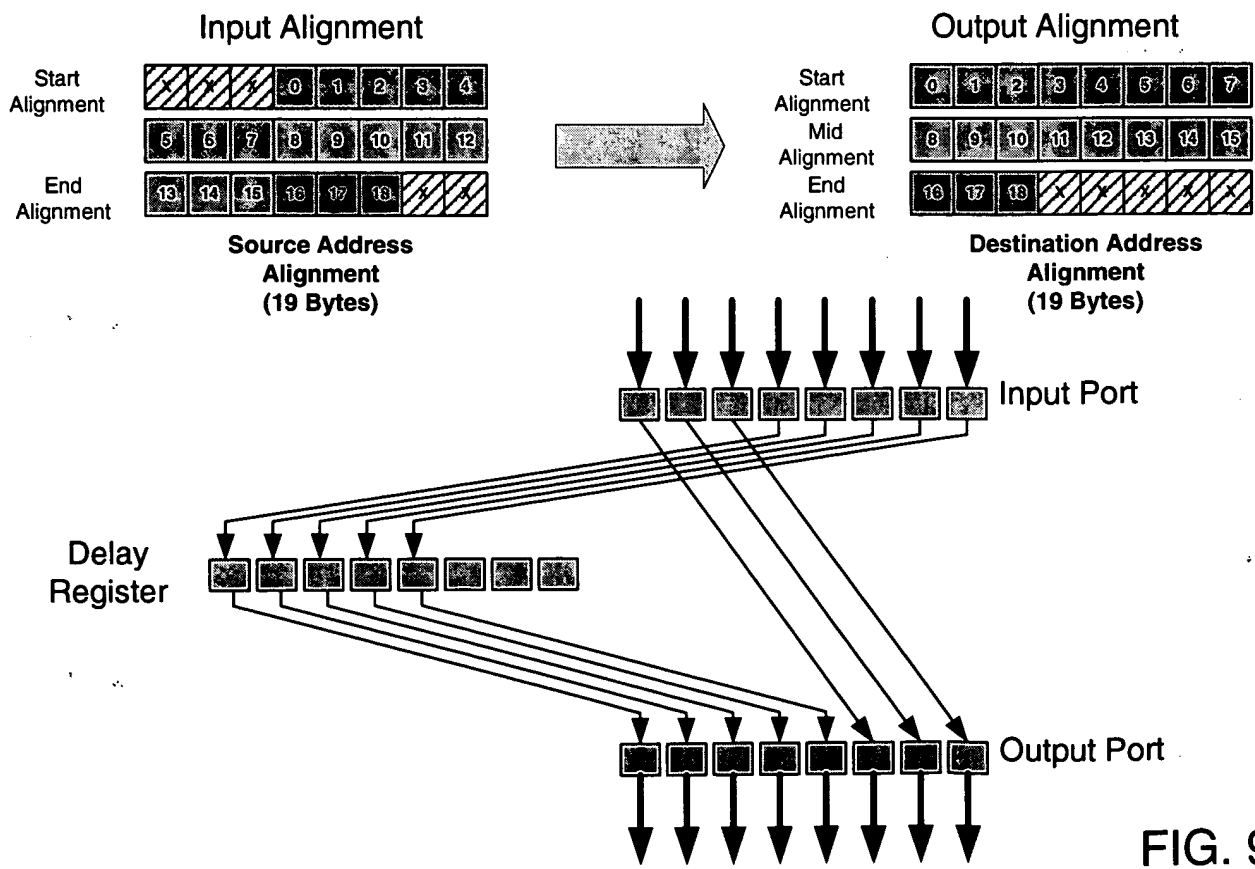 Input Alignment
Output Alignment
Start
Alignment
X X X 0 1 2 3 4
5 6 7 8 9 10 11 12
End
Alignment
13 14 15 16 17 18 X X
Source Address
Alignment
(19 Bytes)
Start
Alignment
0 1 2 3 4 5 6 7
Mid
Alignment
8 9 10 11 12 13 14 15
End
Alignment
16 17 18 X X X X X
Destination Address
Alignment
(19 Bytes)
Input Port
Delay
Register
Output Port
FIG. 9